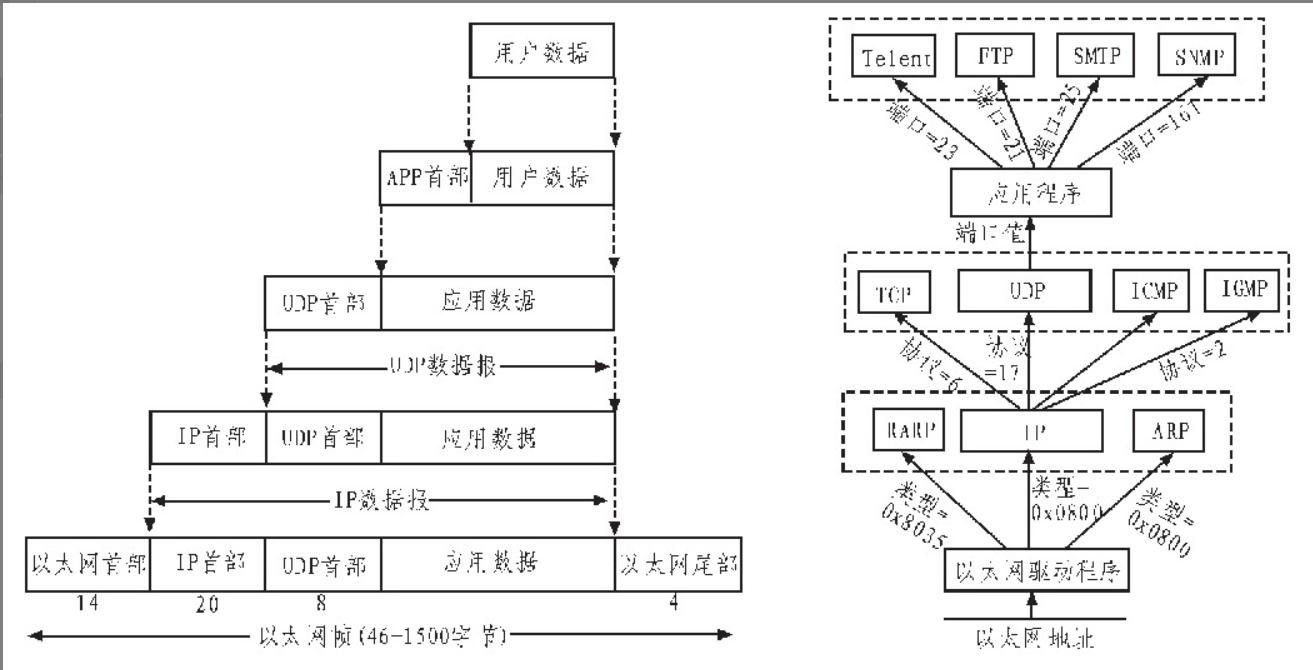 用户数据
APP首部 用户数据
UDP首部 应用数据
UDP数据报
IP首部 UDP首部 应用数据
IP数据报
以太网首部 IP首部 UDP首部 应用数据 以太网尾部
14 20 8 4
以太网帧(46-1500字节)
Telent FTP SMTP SNMP
端口=23 端口=21 端口=25 端口=161
应用程序
端口值
TCP UDP ICMP IGMP
协议=6 协议=17 协议=2
RARP IP ARP
类型=0x8035 类型=0x0800 类型=0x0800
以太网驱动程序
以太网地址